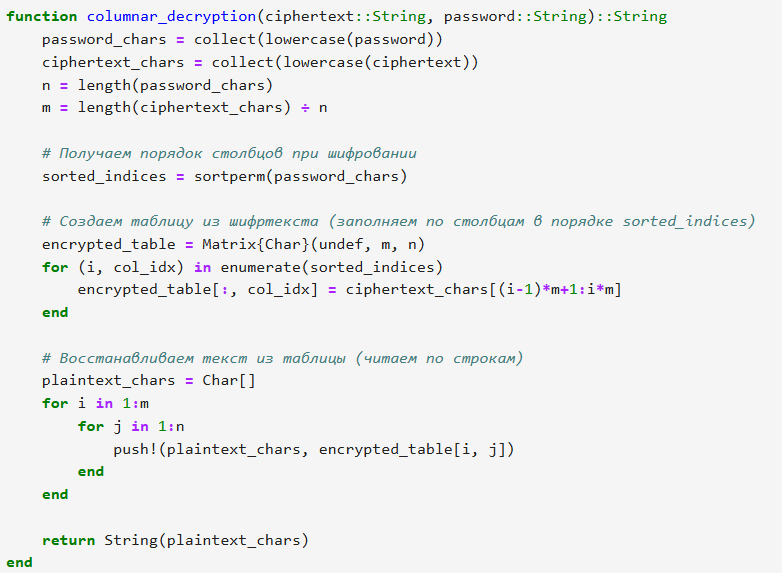 function columnar_decryption(ciphertext::String, password::String)::String
    password_chars = collect(lowercase(password))
    ciphertext_chars = collect(lowercase(ciphertext))
    n = length(password_chars)
    m = length(ciphertext_chars) ÷ n

    # Получаем порядок столбцов при шифровании
    sorted_indices = sortperm(password_chars)

    # Создаем таблицу из шифртекста (заполняем по столбцам в порядке sorted_indices)
    encrypted_table = Matrix{Char}(undef, m, n)
    for (i, col_idx) in enumerate(sorted_indices)
        encrypted_table[:, col_idx] = ciphertext_chars[(i-1)*m+1:i*m]
    end

    # Восстанавливаем текст из таблицы (читаем по строкам)
    plaintext_chars = Char[]
    for i in 1:m
        for j in 1:n
            push!(plaintext_chars, encrypted_table[i, j])
        end
    end

    return String(plaintext_chars)
end